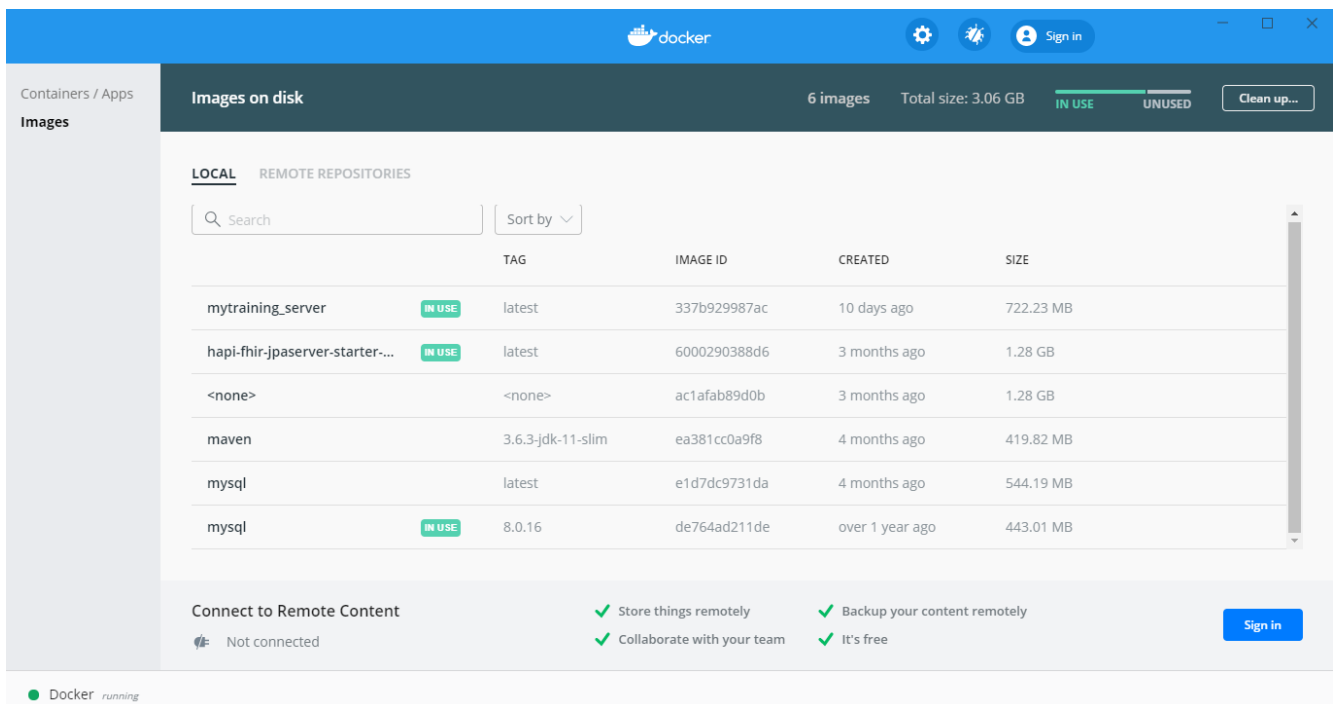 docker
Sign in
Containers / Apps
Images
Images on disk
6 images
Total size: 3.06 GB
IN USE
UNUSED
Clean up...
LOCAL
REMOTE REPOSITORIES
Search
Sort by
TAG IMAGE ID CREATED SIZE
mytraining_server IN USE latest 337b929987ac 10 days ago 722.23 MB
hapi-fhir-jpaserver-starter-... IN USE latest 6000290388d6 3 months ago 1.28 GB
<none> <none> ac1afab89d0b 3 months ago 1.28 GB
maven 3.6.3-jdk-11-slim ea381cc0a9f8 4 months ago 419.82 MB
mysql latest e1d7dc9731da 4 months ago 544.19 MB
mysql IN USE 8.0.16 de764ad211de over 1 year ago 443.01 MB
Connect to Remote Content
Not connected
Store things remotely
Backup your content remotely
Collaborate with your team
It's free
Sign in
Docker running